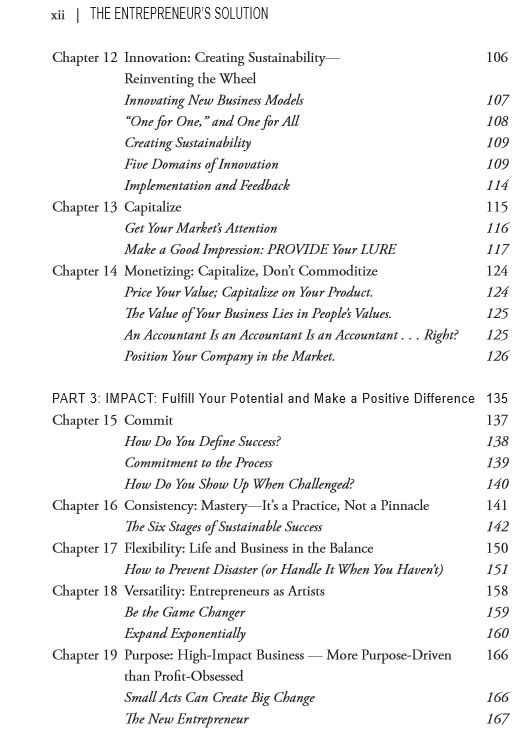 xii | THE ENTREPRENEUR'S SOLUTION
Chapter 12 Innovation: Creating Sustainability— 106
Reinventing the Wheel
Innovating New Business Models 107
“One for One,” and One for All 108
Creating Sustainability 109
Five Domains of Innovation 109
Implementation and Feedback 114
Chapter 13 Capitalize 115
Get Your Market’s Attention 116
Make a Good Impression: PROVIDE Your LURE 117
Chapter 14 Monetizing: Capitalize, Don’t Commoditize 124
Price Your Value; Capitalize on Your Product. 124
The Value of Your Business Lies in People’s Values. 125
An Accountant Is an Accountant Is an Accountant . . . Right? 125
Position Your Company in the Market. 126
PART 3: IMPACT: Fulfill Your Potential and Make a Positive Difference 135
Chapter 15 Commit 137
How Do You Define Success? 138
Commitment to the Process 139
How Do You Show Up When Challenged? 140
Chapter 16 Consistency: Mastery—It’s a Practice, Not a Pinnacle 141
The Six Stages of Sustainable Success 142
Chapter 17 Flexibility: Life and Business in the Balance 150
How to Prevent Disaster (or Handle It When You Haven’t) 151
Chapter 18 Versatility: Entrepreneurs as Artists 158
Be the Game Changer 159
Expand Exponentially 160
Chapter 19 Purpose: High-Impact Business — More Purpose-Driven 166
than Profit-Obsessed
Small Acts Can Create Big Change 166
The New Entrepreneur 167